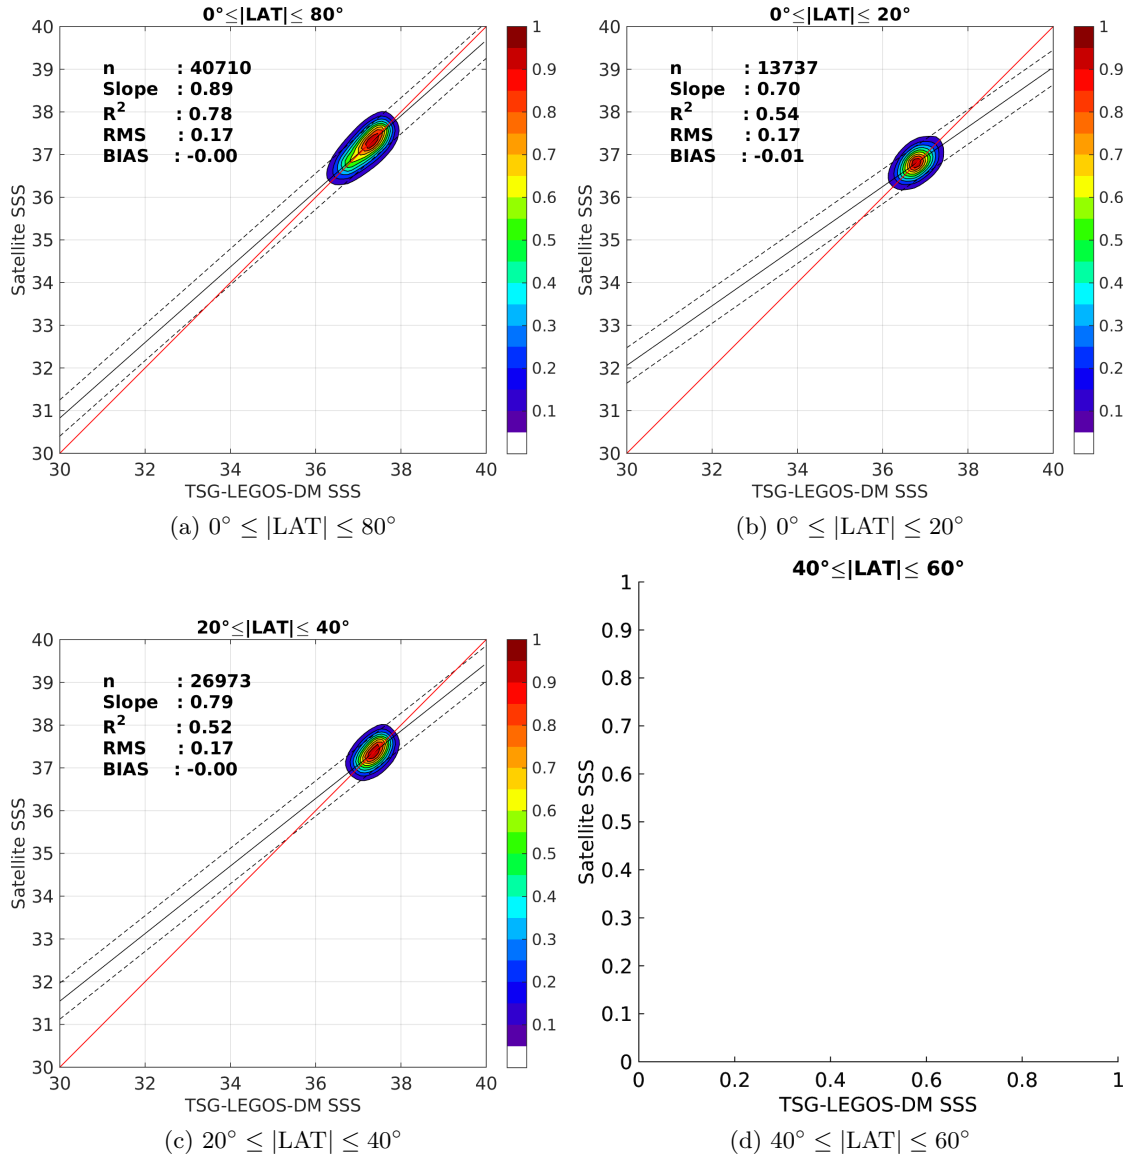 0°≤|LAT|≤ 80°
n : 40710
Slope : 0.89
R² : 0.78
RMS : 0.17
BIAS : -0.00
40
39
38
37
36
35
34
33
32
31
30
Satellite SSS
30 32 34 36 38 40
TSG-LEGOS-DM SSS
1
0.9
0.8
0.7
0.6
0.5
0.4
0.3
0.2
0.1
(a) 0° ≤ |LAT| ≤ 80°
0°≤|LAT|≤ 20°
n : 13737
Slope : 0.70
R² : 0.54
RMS : 0.17
BIAS : -0.01
40
39
38
37
36
35
34
33
32
31
30
Satellite SSS
30 32 34 36 38 40
TSG-LEGOS-DM SSS
1
0.9
0.8
0.7
0.6
0.5
0.4
0.3
0.2
0.1
(b) 0° ≤ |LAT| ≤ 20°
20°≤|LAT|≤ 40°
n : 26973
Slope : 0.79
R² : 0.52
RMS : 0.17
BIAS : -0.00
40
39
38
37
36
35
34
33
32
31
30
Satellite SSS
30 32 34 36 38 40
TSG-LEGOS-DM SSS
1
0.9
0.8
0.7
0.6
0.5
0.4
0.3
0.2
0.1
(c) 20° ≤ |LAT| ≤ 40°
40°≤|LAT|≤ 60°
1
0.9
0.8
0.7
0.6
0.5
0.4
0.3
0.2
0.1
0
Satellite SSS
0 0.2 0.4 0.6 0.8 1
TSG-LEGOS-DM SSS
(d) 40° ≤ |LAT| ≤ 60°